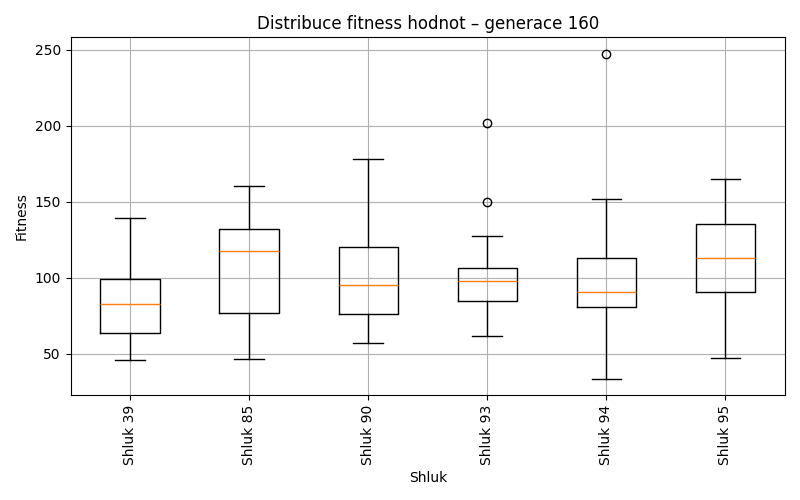 Distribuce fitness hodnot – generace 160
Fitness
250
200
150
100
50
Shluk 39
Shluk 85
Shluk 90
Shluk 93
Shluk 94
Shluk 95
Shluk